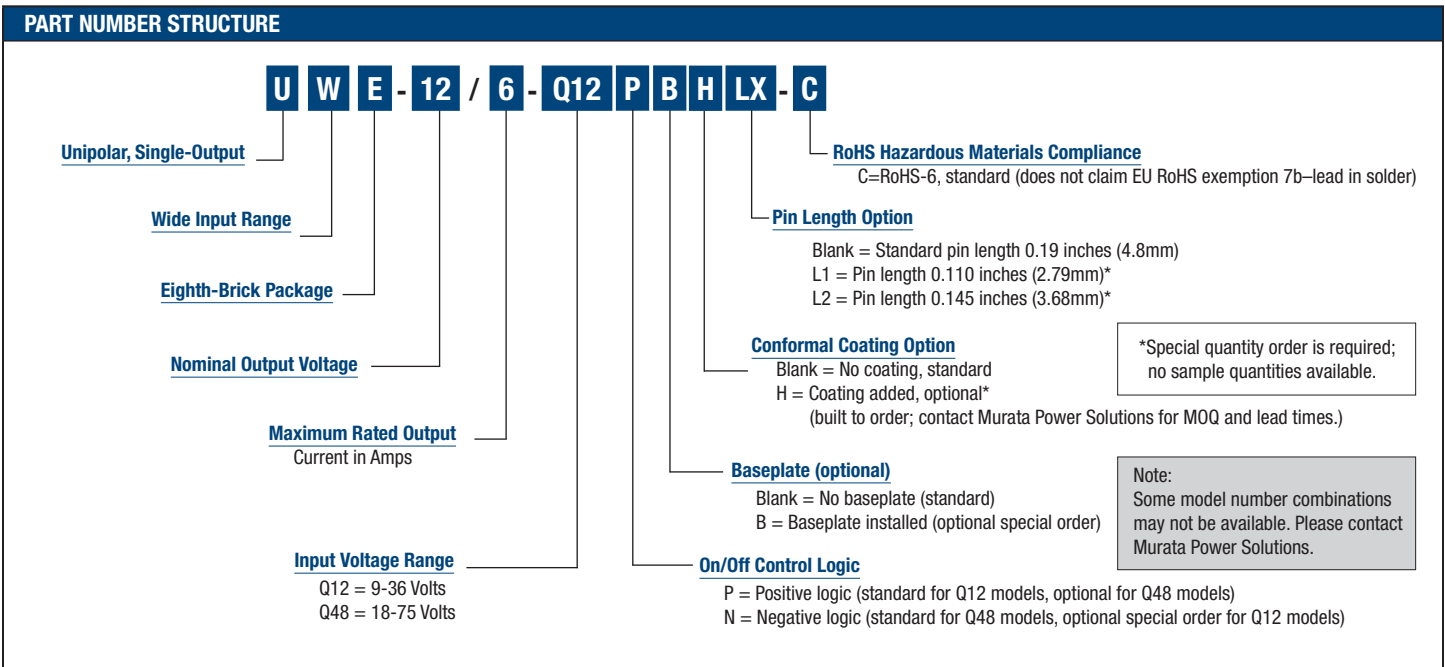 PART NUMBER STRUCTURE
U W E - 12 / 6 - Q12 P B H LX - C
Unipolar, Single-Output
Wide Input Range
Eighth-Brick Package
Nominal Output Voltage
Maximum Rated Output
Current in Amps
Input Voltage Range
Q12 = 9-36 Volts
Q48 = 18-75 Volts
RoHS Hazardous Materials Compliance
C=RoHS-6, standard (does not claim EU RoHS exemption 7b–lead in solder)
Pin Length Option
Blank = Standard pin length 0.19 inches (4.8mm)
L1 = Pin length 0.110 inches (2.79mm)*
L2 = Pin length 0.145 inches (3.68mm)*
Conformal Coating Option
Blank = No coating, standard
H = Coating added, optional*
(built to order; contact Murata Power Solutions for MOQ and lead times.)
*Special quantity order is required;
no sample quantities available.
Baseplate (optional)
Blank = No baseplate (standard)
B = Baseplate installed (optional special order)
Note:
Some model number combinations
may not be available. Please contact
Murata Power Solutions.
On/Off Control Logic
P = Positive logic (standard for Q12 models, optional for Q48 models)
N = Negative logic (standard for Q48 models, optional special order for Q12 models)